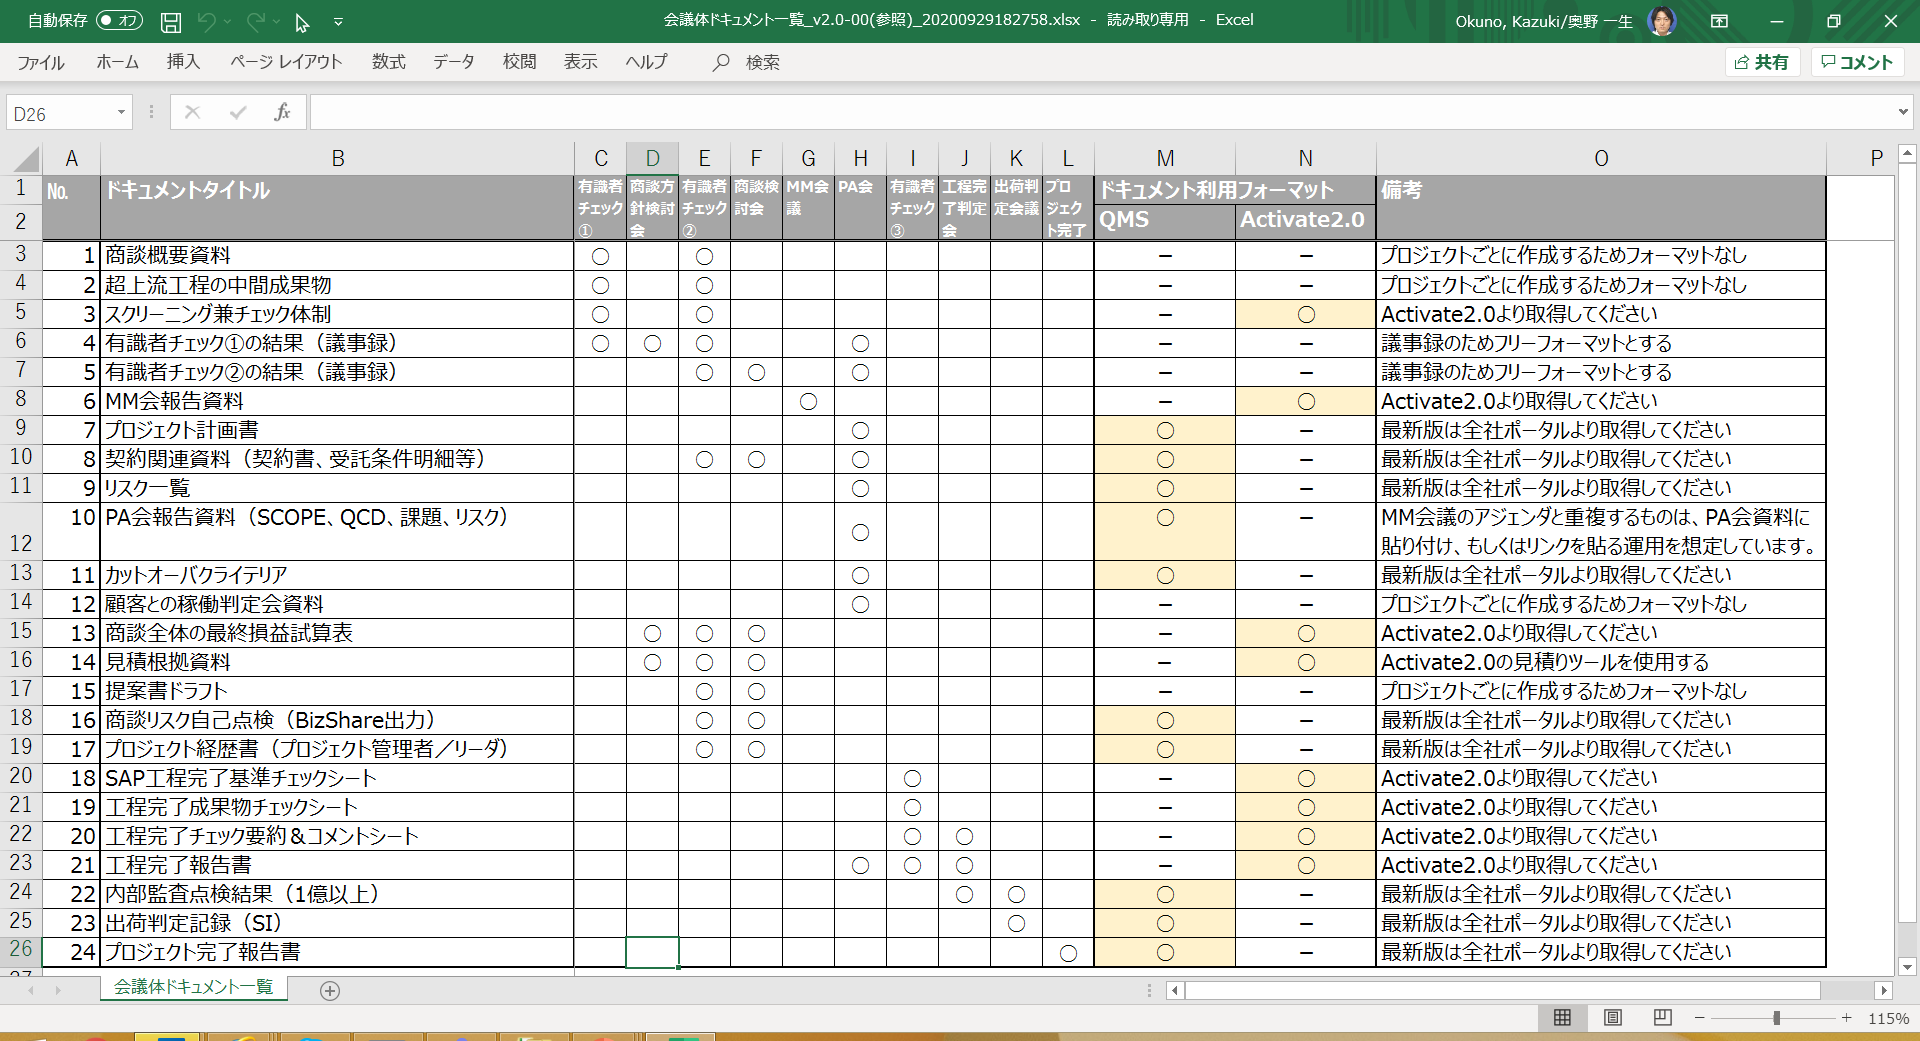 自動保存 オフ 会議体ドキュメント一覧_v2.0-00(参照)_20200929182758.xlsx - 読み取り専用 - Excel Okuno, Kazuki/奥野 一生
ファイル ホーム 挿入 ページ レイアウト 数式 データ 校閲 表示 ヘルプ 検索 共有 コメント
D26 fx
A B C D E F G H I J K L M N O P
1 No. ドキュメントタイトル 有識者チェック① 商談方針検討会 有識者チェック② 商談検討会 MM会議 PA会 有識者チェック③ 工程完了判定会 出荷判定会議 プロジェクト完了 ドキュメント利用フォーマット 備考
2 QMS Activate2.0
3 1 商談概要資料 〇 〇 － － プロジェクトごとに作成するためフォーマットなし
4 2 超上流工程の中間成果物 〇 〇 － － プロジェクトごとに作成するためフォーマットなし
5 3 スクリーニング兼チェック体制 〇 〇 － 〇 Activate2.0より取得してください
6 4 有識者チェック①の結果（議事録） 〇 〇 〇 〇 － － 議事録のためフリーフォーマットとする
7 5 有識者チェック②の結果（議事録） 〇 〇 〇 － － 議事録のためフリーフォーマットとする
8 6 MM会報告資料 〇 － 〇 Activate2.0より取得してください
9 7 プロジェクト計画書 〇 〇 － 最新版は全社ポータルより取得してください
10 8 契約関連資料（契約書、受託条件明細等） 〇 〇 〇 〇 － 最新版は全社ポータルより取得してください
11 9 リスク一覧 〇 〇 － 最新版は全社ポータルより取得してください
12 10 PA会報告資料（SCOPE、QCD、課題、リスク） 〇 〇 － MM会議のアジェンダと重複するものは、PA会資料に
貼り付け、もしくはリンクを貼る運用を想定しています。
13 11 カットオーバクライテリア 〇 〇 － 最新版は全社ポータルより取得してください
14 12 顧客との稼働判定会資料 〇 － － プロジェクトごとに作成するためフォーマットなし
15 13 商談全体の最終損益試算表 〇 〇 〇 － 〇 Activate2.0より取得してください
16 14 見積根拠資料 〇 〇 〇 － 〇 Activate2.0の見積りツールを使用する
17 15 提案書ドラフト 〇 〇 － － プロジェクトごとに作成するためフォーマットなし
18 16 商談リスク自己点検（BizShare出力） 〇 〇 〇 － 最新版は全社ポータルより取得してください
19 17 プロジェクト経歴書（プロジェクト管理者／リーダ） 〇 〇 〇 － 最新版は全社ポータルより取得してください
20 18 SAP工程完了基準チェックシート 〇 － 〇 Activate2.0より取得してください
21 19 工程完了成果物チェックシート 〇 － 〇 Activate2.0より取得してください
22 20 工程完了チェック要約＆コメントシート 〇 〇 － 〇 Activate2.0より取得してください
23 21 工程完了報告書 〇 〇 〇 － 〇 Activate2.0より取得してください
24 22 内部監査点検結果（1億以上） 〇 〇 〇 － 最新版は全社ポータルより取得してください
25 23 出荷判定記録（SI） 〇 〇 － 最新版は全社ポータルより取得してください
26 24 プロジェクト完了報告書 〇 〇 － 最新版は全社ポータルより取得してください
会議体ドキュメント一覧
115%